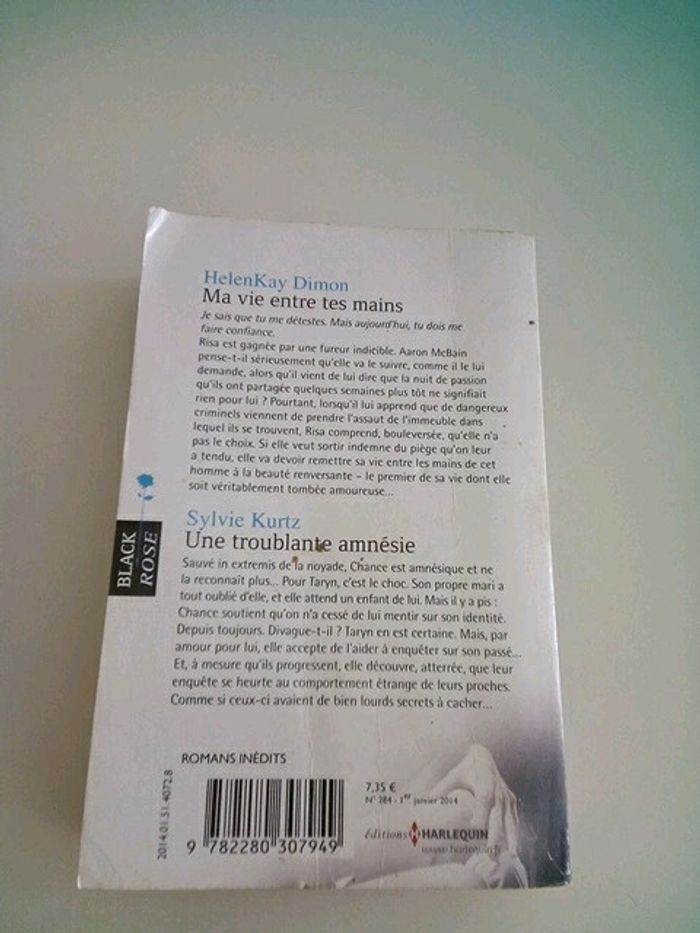 HelenKay Dimon
Ma vie entre tes mains
Je sais que tu me détestes. Mais aujourd'hui, tu dois me
faire confiance.
Risa est gagnée par une fureur indicible. Aaron McBain
pense-t-il sérieusement qu'elle va le suivre, comme il le lui
demande, alors qu'il vient de lui dire que la nuit de passion
qu'ils ont partagée quelques semaines plus tôt ne signifiait
rien pour lui ? Pourtant, lorsqu'il lui apprend que de dangereux
criminels viennent de prendre l'assaut de l'immeuble dans
lequel ils se trouvent, Risa comprend, bouleversée, qu'elle n'a
pas le choix. Si elle veut sortir indemne du piège qu'on leur
a tendu, elle va devoir remettre sa vie entre les mains de cet
homme à la beauté renversante – le premier de sa vie dont elle
soit véritablement tombée amoureuse...
Sylvie Kurtz
Une troublante amnésie
Sauvé in extremis de la noyade, Chance est amnésique et ne
la reconnaît plus... Pour Taryn, c'est le choc. Son propre mari a
tout oublié d'elle, et elle attend un enfant de lui. Mais il y a pis :
Chance soutient qu'on n'a cessé de lui mentir sur son identité.
Depuis toujours. Divague-t-il ? Taryn en est certaine. Mais, par
amour pour lui, elle accepte de l'aider à enquêter sur son passé...
Et, à mesure qu'ils progressent, elle découvre, atterrée, que leur
enquête se heurte au comportement étrange de leurs proches.
Comme si ceux-ci avaient de bien lourds secrets à cacher...
BLACK
ROSE
ROMANS INÉDITS
2014.01.51.4072.8
9 782280 307949
7,35 €
N° 284 - 1er janvier 2014
éditions HARLEQUIN
www.harlequin.fr